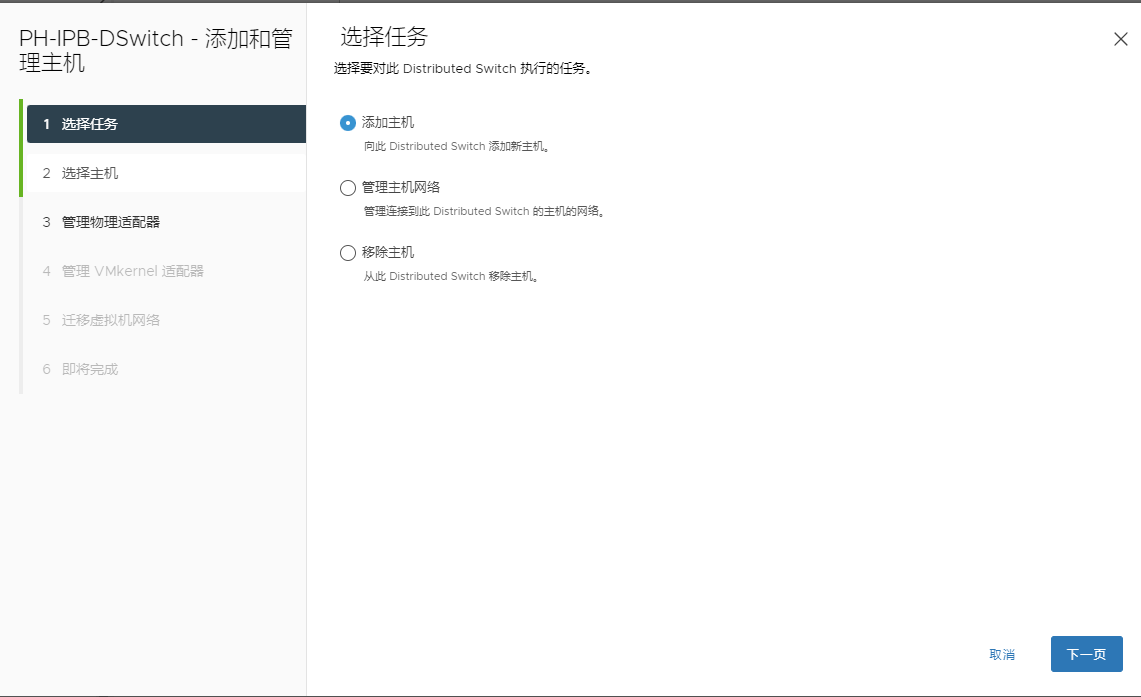 PH-IPB-DSwitch - 添加和管
理主机
1 选择任务
2 选择主机
3 管理物理适配器
4 管理 VMkernel 适配器
5 迁移虚拟机网络
6 即将完成
选择任务
选择要对此 Distributed Switch 执行的任务。
添加主机
向此 Distributed Switch 添加新主机。
管理主机网络
管理连接到此 Distributed Switch 的主机的网络。
移除主机
从此 Distributed Switch 移除主机。
取消
下一页